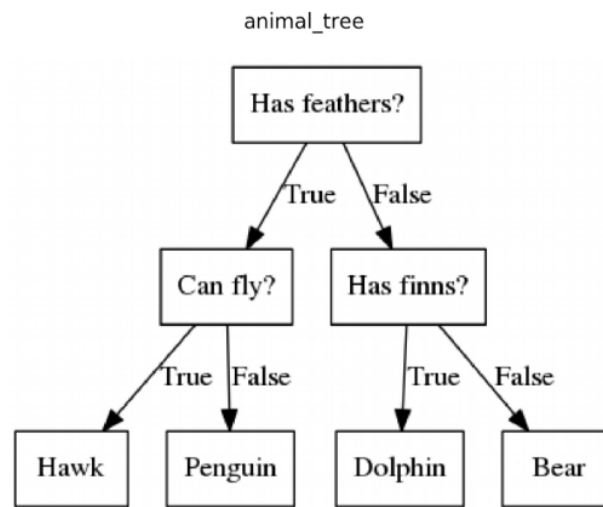 animal_tree
Has feathers?
True
False
Can fly?
Has finns?
True
False
True
False
Hawk
Penguin
Dolphin
Bear